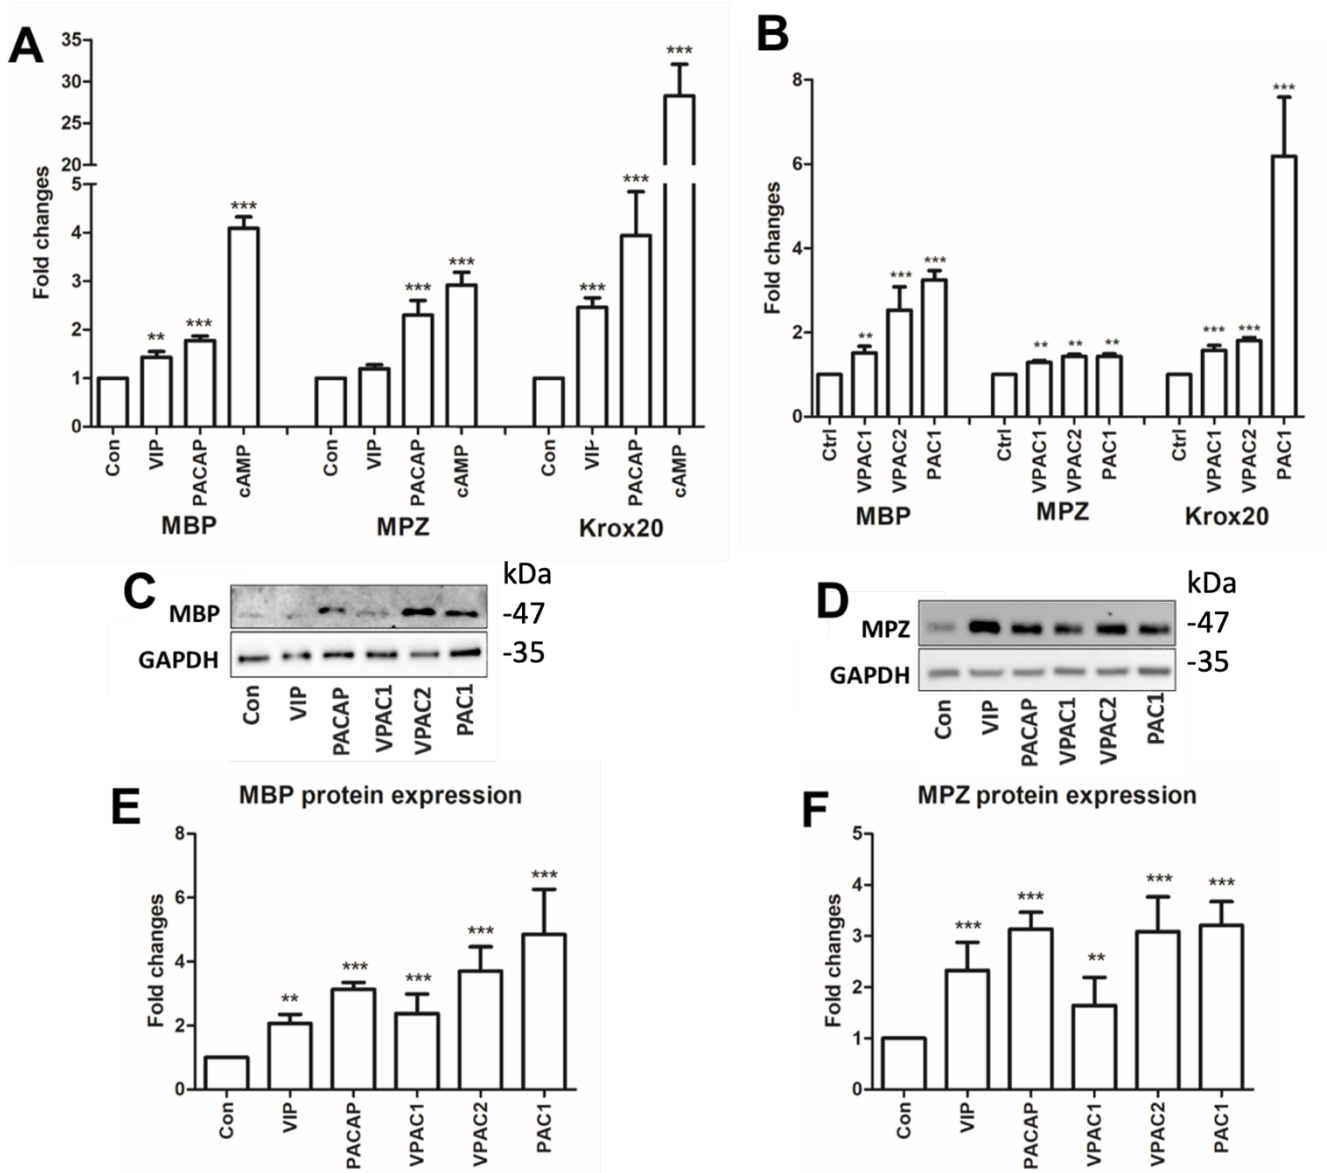 A
35
30
25
20
5
4
3
2
1
0
Fold changes
** *** ***
*** ***
*** *** ***
Con VIP PACAP cAMP
Con VIP PACAP cAMP
Con VIP PACAP cAMP
MBP MPZ Krox20
B
8
6
4
2
0
Fold changes
** *** ***
** ** **
*** *** ***
Ctrl VPAC1 VPAC2 PAC1
Ctrl VPAC1 VPAC2 PAC1
Ctrl VPAC1 VPAC2 PAC1
MBP MPZ Krox20
C
kDa
MBP -47
GAPDH -35
Con VIP PACAP VPAC1 VPAC2 PAC1
D
kDa
MPZ -47
-35
GAPDH
Con VIP PACAP VPAC1 VPAC2 PAC1
E
MBP protein expression
8
6
4
2
0
Fold changes
** *** *** *** ***
Con VIP PACAP VPAC1 VPAC2 PAC1
F
MPZ protein expression
5
4
3
2
1
0
Fold changes
*** *** ** *** ***
Con VIP PACAP VPAC1 VPAC2 PAC1